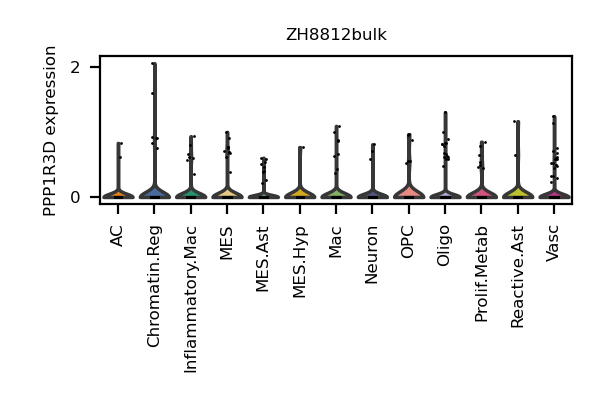 ZH8812bulk
PPP1R3D expression
2
0
AC
Chromatin.Reg
Inflammatory.Mac
MES
MES.Ast
MES.Hyp
Mac
Neuron
OPC
Oligo
Prolif.Metab
Reactive.Ast
Vasc